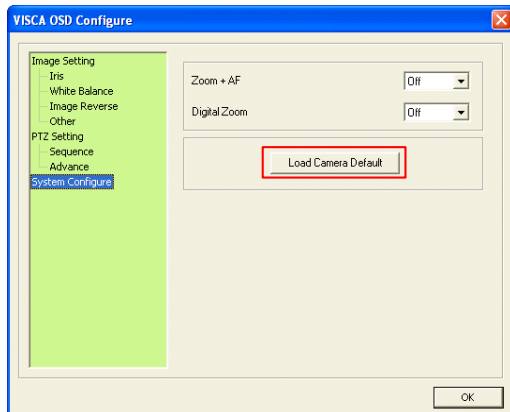 VISCA OSD Configure
Image Setting
Iris
White Balance
Image Reverse
Other
PTZ Setting
Sequence
Advance
System Configure
Zoom + AF
Off
Digital Zoom
Off
Load Camera Default
OK